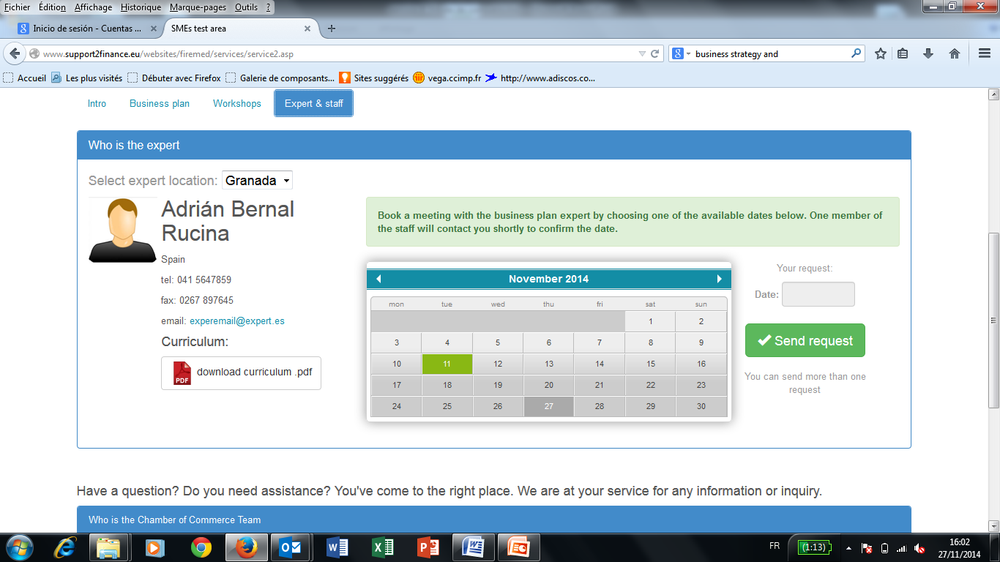 Fichier Édition Affichage Historique Marque-pages Outils ?
Inicio de sesión - Cuentas ... SMEs test area
www.support2finance.eu/websites/firemed/services/service2.asp business strategy and
Accueil Les plus visités Débuter avec Firefox Galerie de composants... Sites suggérés vega.ccimp.fr http://www.adiscos.co...
Intro Business plan Workshops Expert & staff
Who is the expert
Select expert location: Granada
Adrián Bernal
Rucina
Spain
tel: 041 5647859
fax: 0267 897645
email: experemail@expert.es
Curriculum:
PDF download curriculum .pdf
Book a meeting with the business plan expert by choosing one of the available dates below. One member of
the staff will contact you shortly to confirm the date.
November 2014
mon tue wed thu fri sat sun
1 2
3 4 5 6 7 8 9
10 11 12 13 14 15 16
17 18 19 20 21 22 23
24 25 26 27 28 29 30
Your request:
Date:
Send request
You can send more than one
request
Have a question? Do you need assistance? You've come to the right place. We are at your service for any information or inquiry.
Who is the Chamber of Commerce Team
FR (1:13) 16:02
27/11/2014